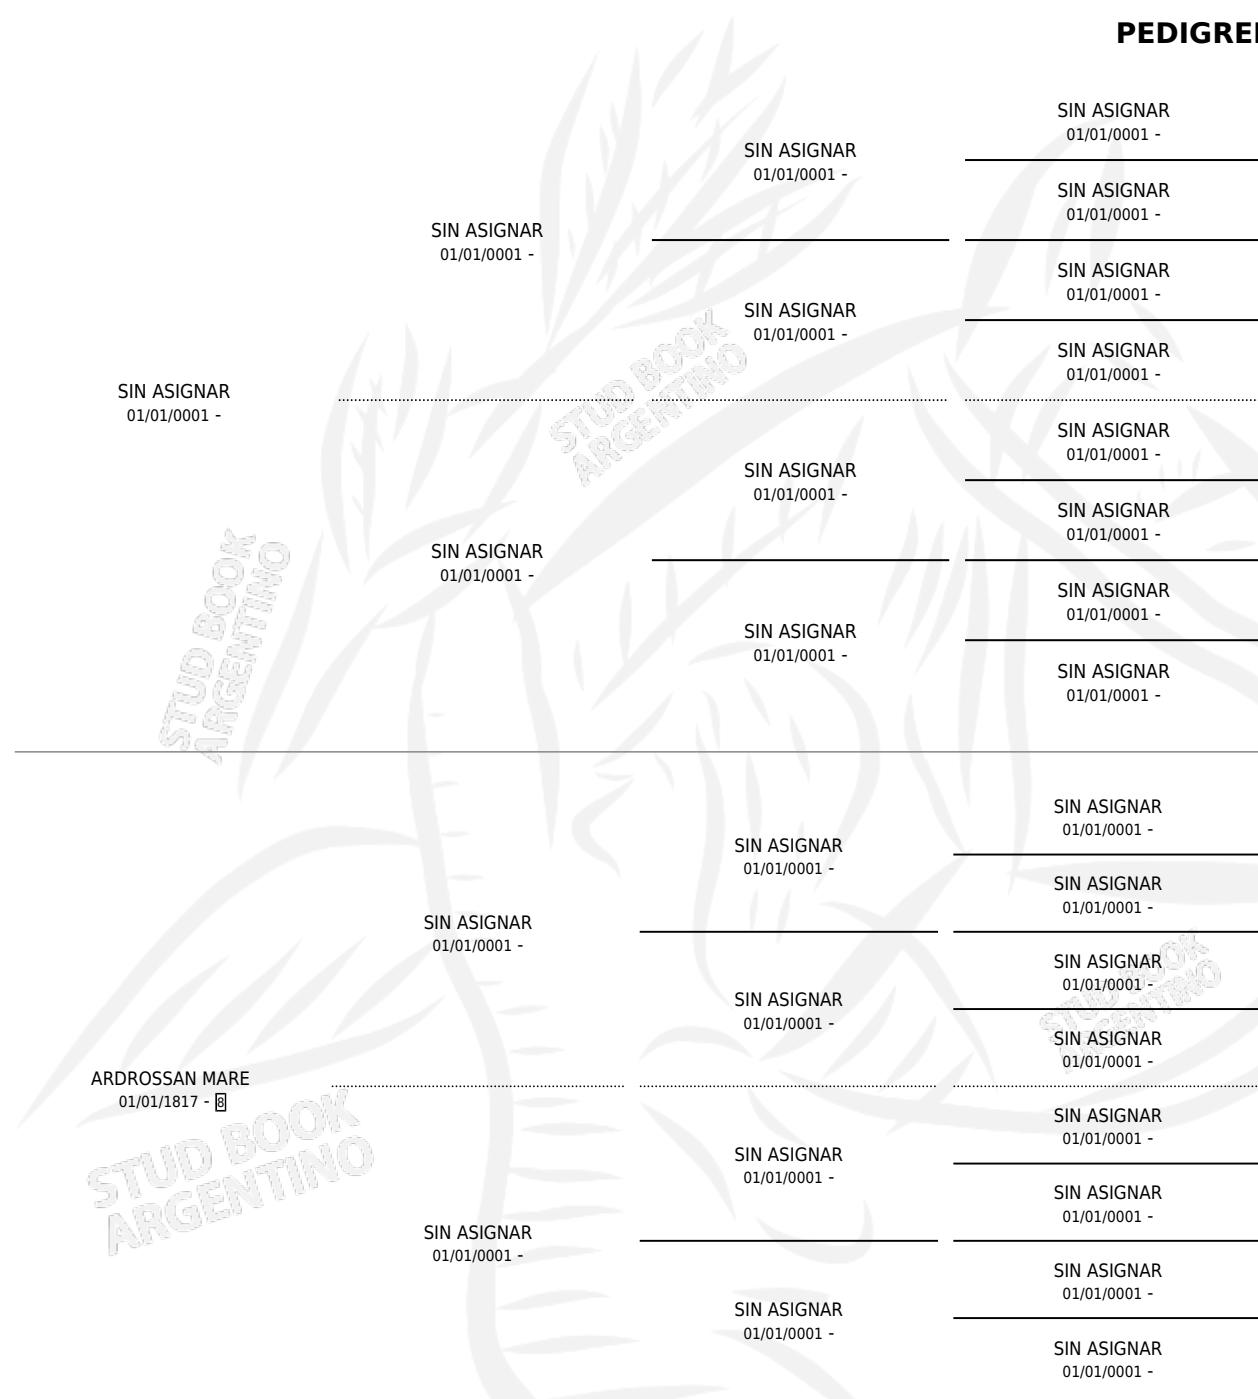 PEDIGREE
SIN ASIGNAR
01/01/0001 -
SIN ASIGNAR
01/01/0001 -
SIN ASIGNAR
01/01/0001 -
SIN ASIGNAR
01/01/0001 -
SIN ASIGNAR
01/01/0001 -
SIN ASIGNAR
01/01/0001 -
SIN ASIGNAR
01/01/0001 -
SIN ASIGNAR
01/01/0001 -
SIN ASIGNAR
01/01/0001 -
SIN ASIGNAR
01/01/0001 -
SIN ASIGNAR
01/01/0001 -
SIN ASIGNAR
01/01/0001 -
SIN ASIGNAR
01/01/0001 -
SIN ASIGNAR
01/01/0001 -
SIN ASIGNAR
01/01/0001 -
STUD BOOK
ARGENTINO
STUD BOOK
ARGENTINO
SIN ASIGNAR
01/01/0001 -
SIN ASIGNAR
01/01/0001 -
SIN ASIGNAR
01/01/0001 -
SIN ASIGNAR
01/01/0001 -
SIN ASIGNAR
01/01/0001 -
SIN ASIGNAR
01/01/0001 -
SIN ASIGNAR
01/01/0001 -
ARDROSSAN MARE
01/01/1817 - 8
SIN ASIGNAR
01/01/0001 -
SIN ASIGNAR
01/01/0001 -
SIN ASIGNAR
01/01/0001 -
SIN ASIGNAR
01/01/0001 -
SIN ASIGNAR
01/01/0001 -
SIN ASIGNAR
01/01/0001 -
SIN ASIGNAR
01/01/0001 -
STUD BOOK
ARGENTINO
STUD BOOK
ARGENTINO